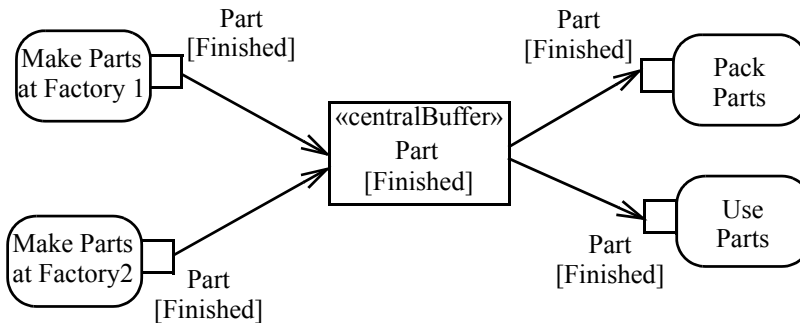 Make Parts
at Factory 1
Part
[Finished]
«centralBuffer»
Part
[Finished]
Part
[Finished]
Pack
Parts
Make Parts
at Factory2
Part
[Finished]
Part
[Finished]
Use
Parts